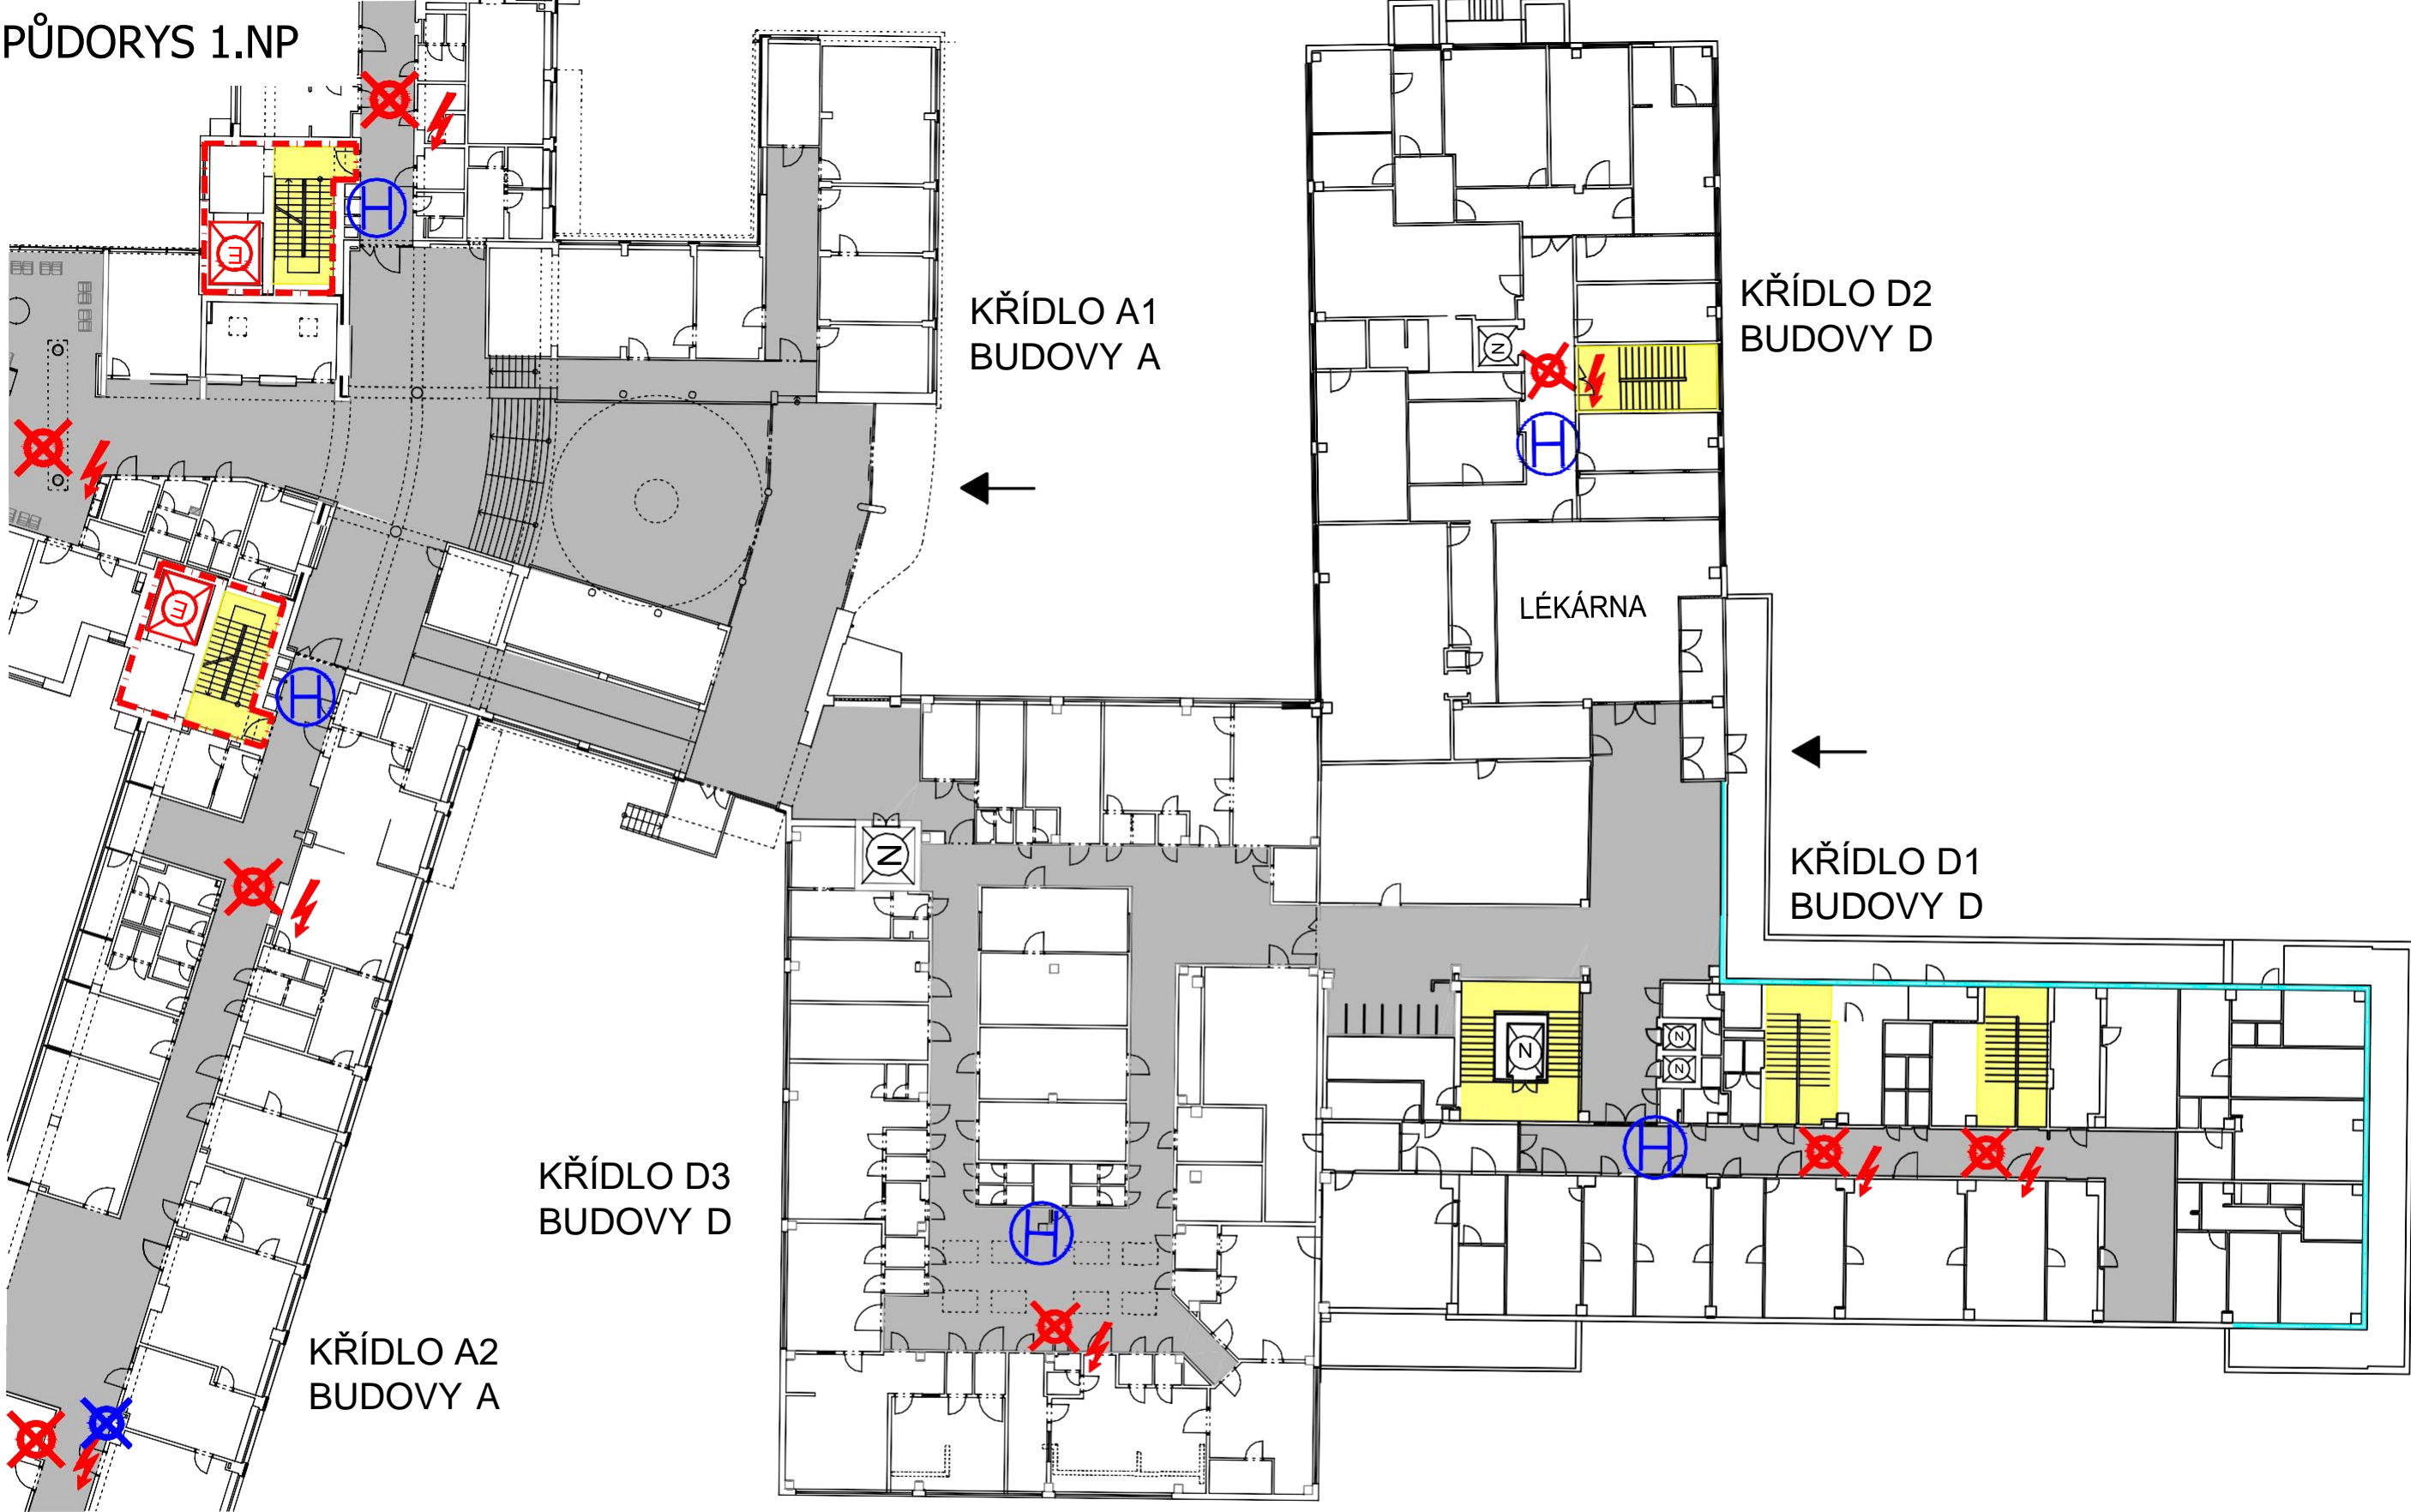 PŮDORYS 1.NP
H
E
KŘÍDLO A1
BUDOVY A
KŘÍDLO D2
BUDOVY D
N
H
E
H
LÉKÁRNA
N
KŘÍDLO D1
BUDOVY D
N
N
N
H
KŘÍDLO D3
BUDOVY D
H
KŘÍDLO A2
BUDOVY A